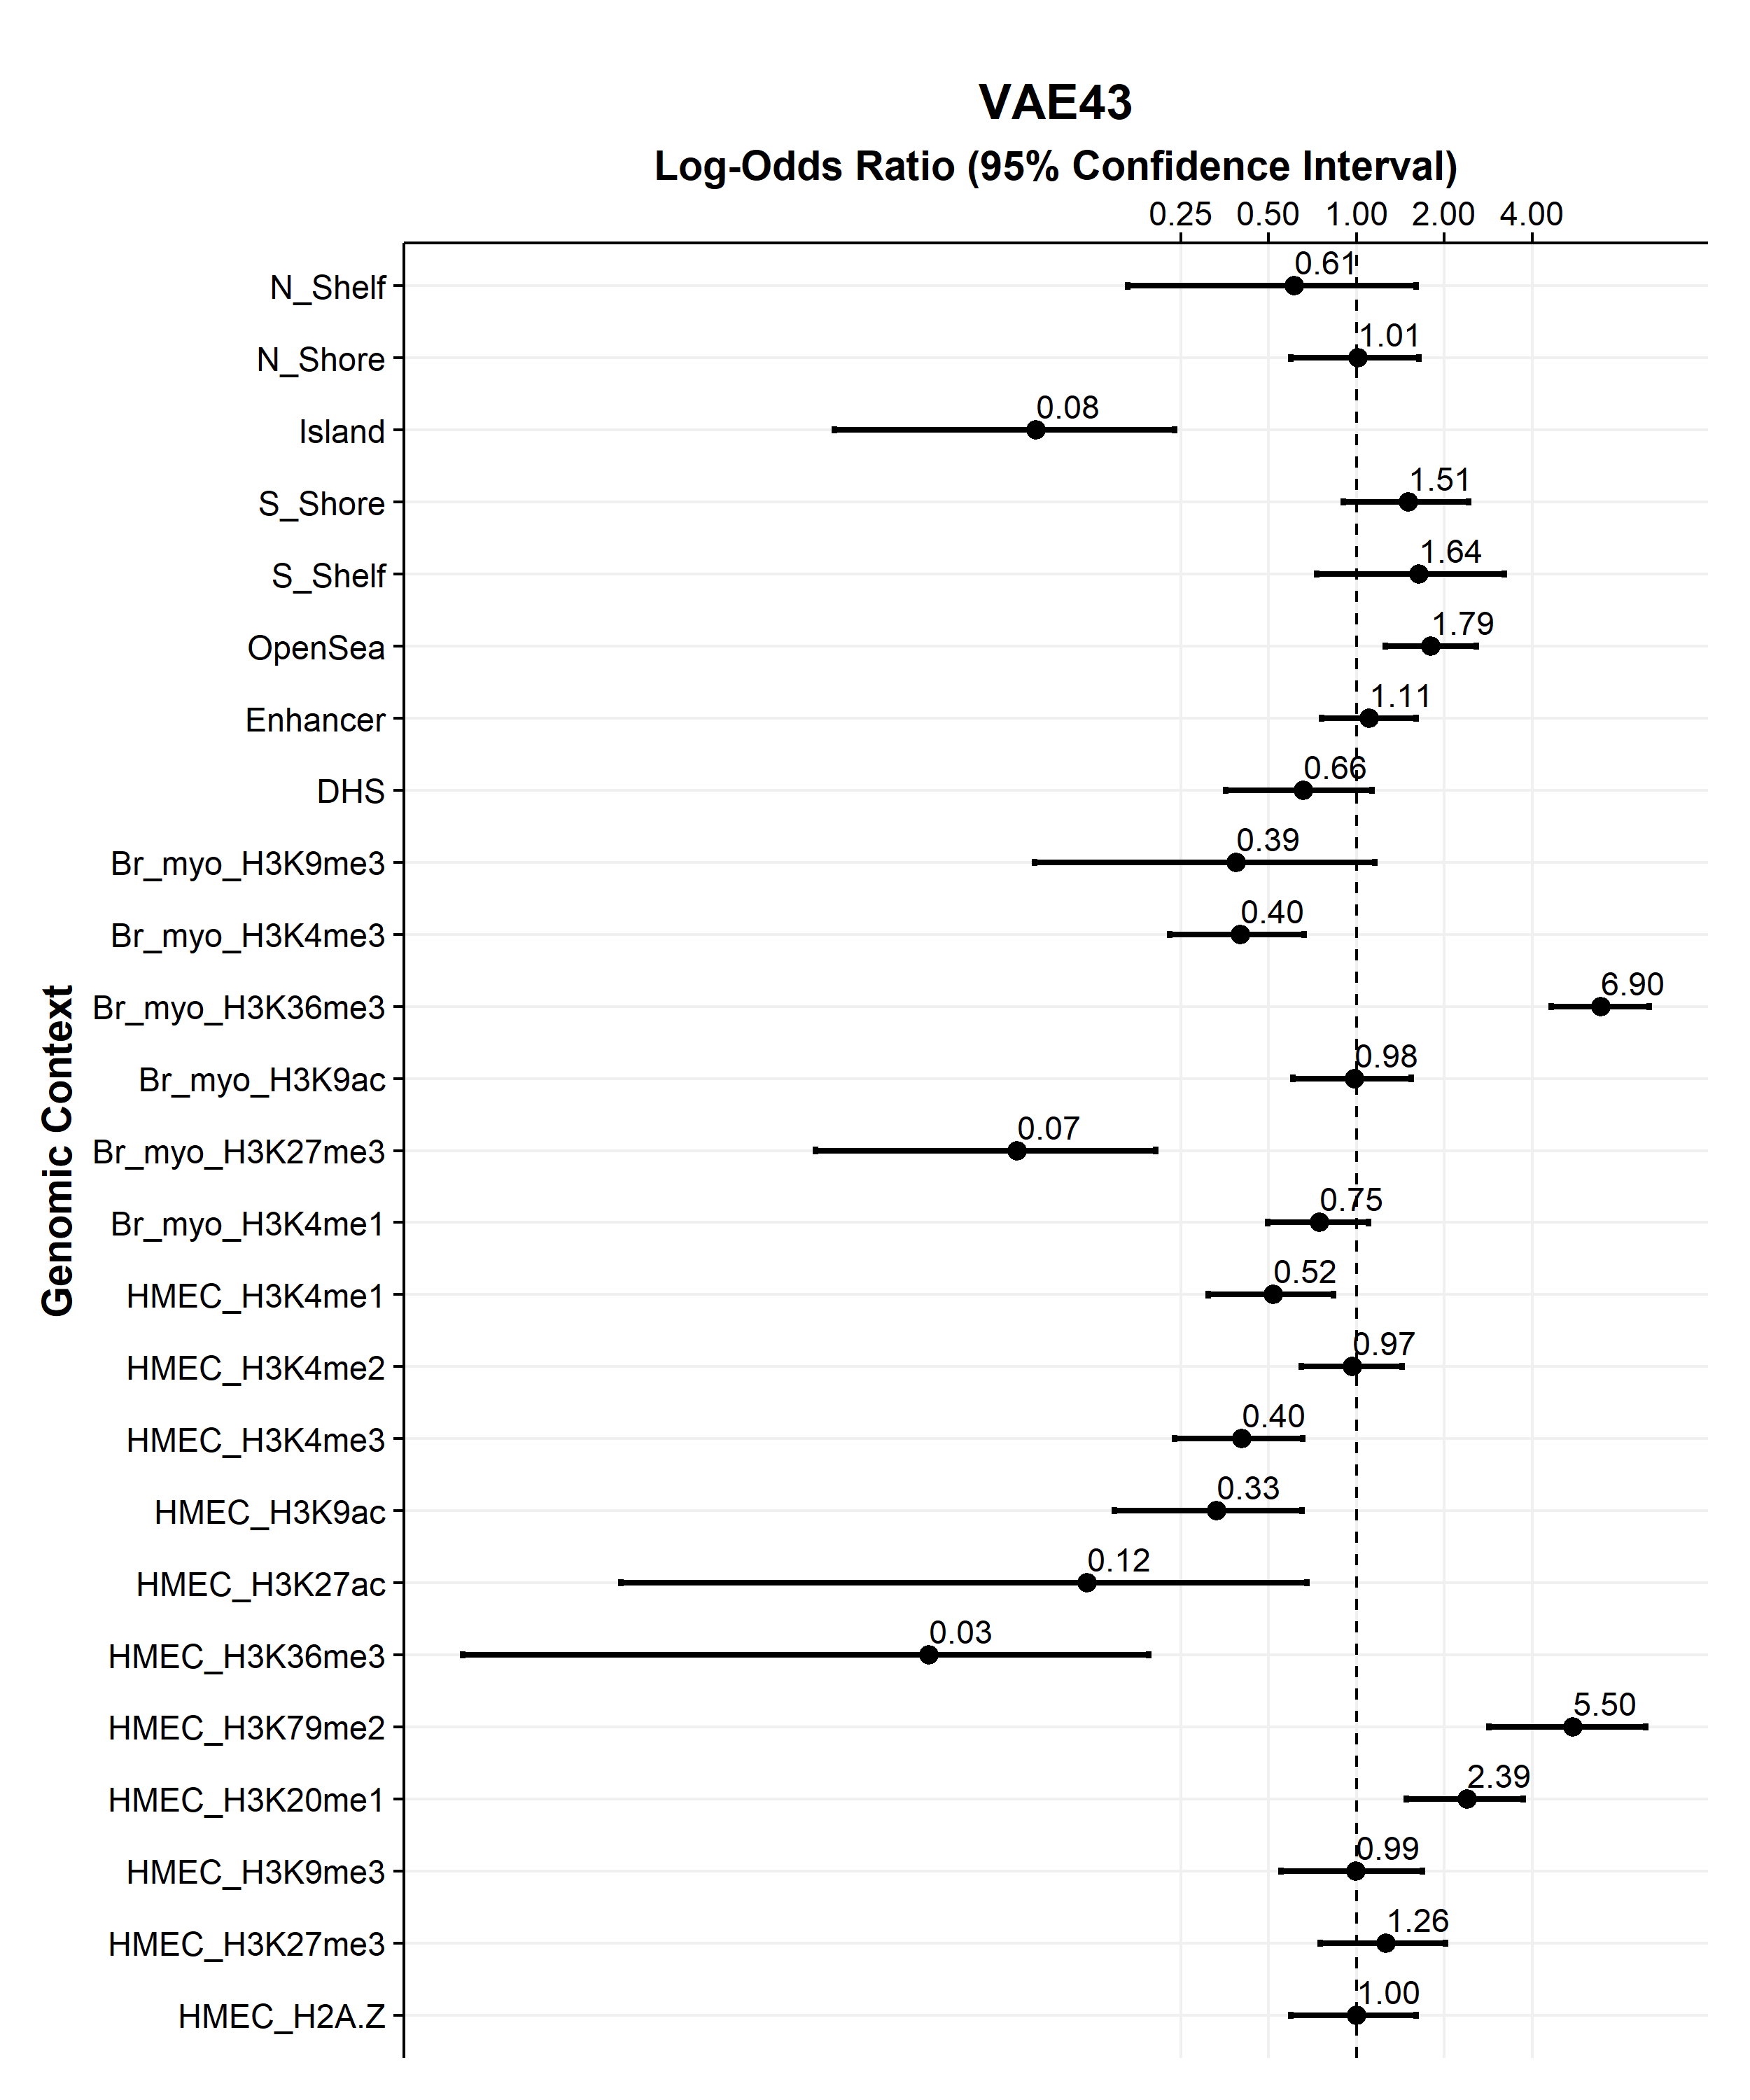 VAE43
Log-Odds Ratio (95% Confidence Interval)
0.25 0.50 1.00 2.00 4.00
Genomic Context
N_Shelf 0.61
N_Shore 1.01
Island 0.08
S_Shore 1.51
S_Shelf 1.64
OpenSea 1.79
Enhancer 1.11
DHS 0.66
Br_myo_H3K9me3 0.39
Br_myo_H3K4me3 0.40
Br_myo_H3K36me3 6.90
Br_myo_H3K9ac 0.98
Br_myo_H3K27me3 0.07
Br_myo_H3K4me1 0.75
HMEC_H3K4me1 0.52
HMEC_H3K4me2 0.97
HMEC_H3K4me3 0.40
HMEC_H3K9ac 0.33
HMEC_H3K27ac 0.12
HMEC_H3K36me3 0.03
HMEC_H3K79me2 5.50
HMEC_H3K20me1 2.39
HMEC_H3K9me3 0.99
HMEC_H3K27me3 1.26
HMEC_H2A.Z 1.00